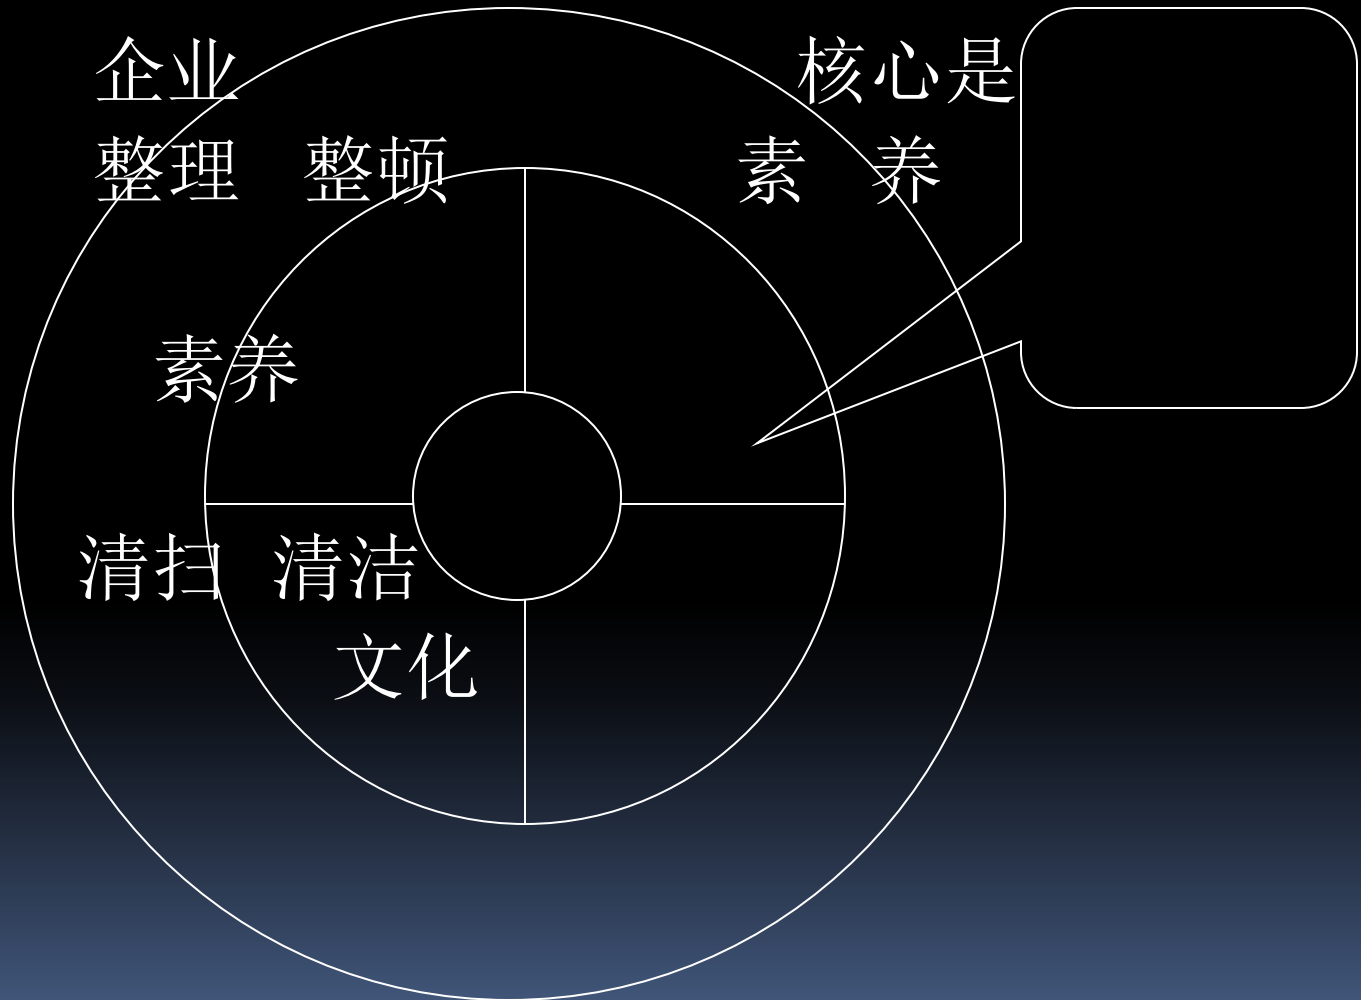 企业
核心是
整理 整顿
素 养
素养
清扫 清洁
文化